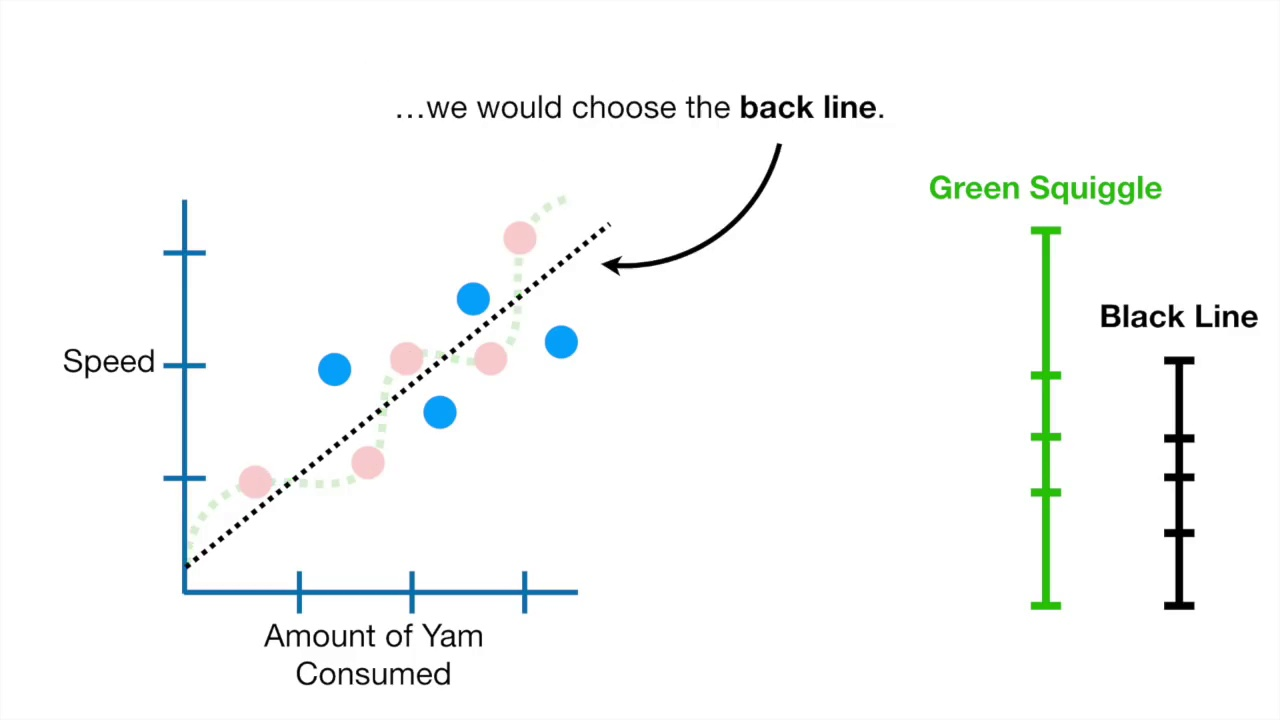 ...we would choose the back line.
Green Squiggle
Black Line
Speed
Amount of Yam
Consumed